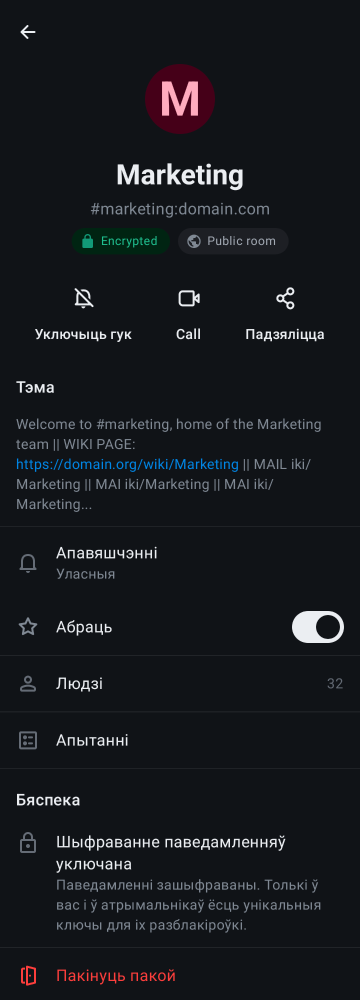 M
Marketing
#marketing:domain.com
Encrypted
Public room
Уключыць гук
Call
Падзяліцца
Тэма
Welcome to #marketing, home of the Marketing
team || WIKI PAGE:
https://domain.org/wiki/Marketing || MAIL iki/
Marketing || MAI iki/Marketing || MAI iki/
Marketing...
Апавяшчэнні
Уласныя
Абраць
Людзі
32
Апытанні
Бяспека
Шыфраванне паведамленняў
уключана
Паведамленні зашыфраваны. Толькі ў
вас і ў атрымальнікаў ёсць унікальныя
ключы для іх разблакіроўкі.
Пакінуць пакой